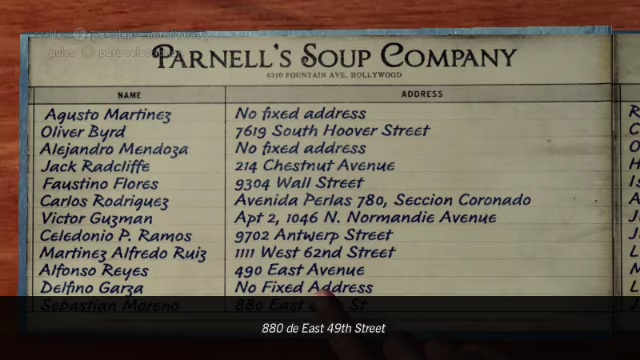 PARNELL'S SOUP COMPANY
6310 FOUNTAIN AVE, HOLLYWOOD
NAME ADDRESS
Agusto Martinez No fixed address
Oliver Byrd 7619 South Hoover Street
Alejandro Mendoza No fixed address
Jack Radcliffe 214 Chestnut Avenue
Faustino Flores 9304 Wall Street
Carlos Rodriguez Avenida Perlas 780, Seccion Coronado
Victor Guzman Apt 2, 1046 N. Normandie Avenue
Celedonio P. Ramos 9702 Antwerp Street
Martinez Alfredo Ruiz 1111 West 62nd Street
Alfonso Reyes 490 East Avenue
Delfino Garza No Fixed Address
Sebastian Moreno 880 East St
880 de East 49th Street